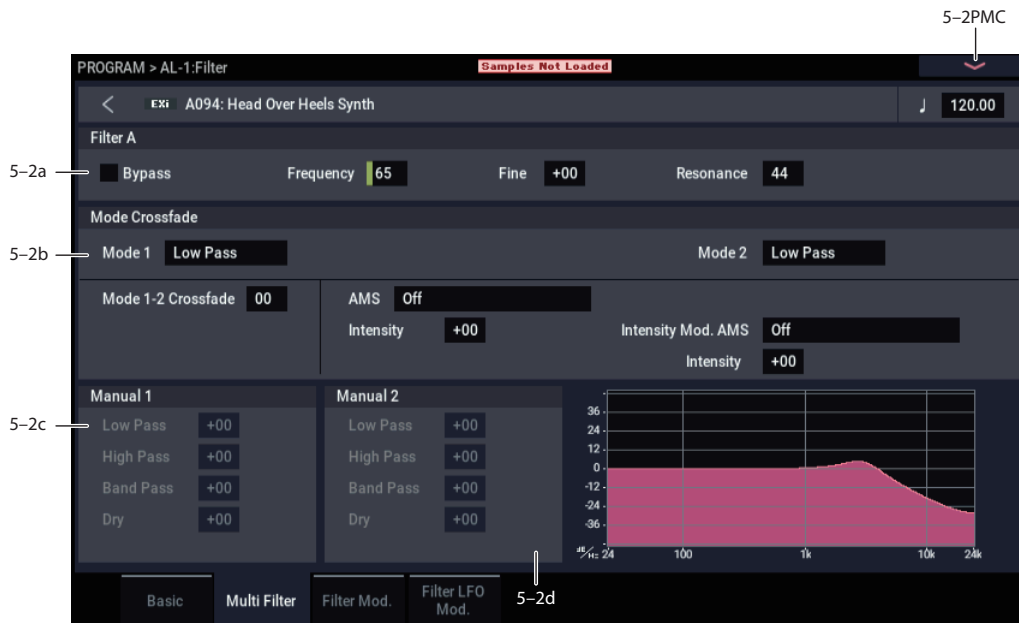 5–2PMC
PROGRAM > AL-1:Filter
Samples Not Loaded
EXi A094: Head Over Heels Synth
♩ 120.00
Filter A
5–2a
Bypass
Frequency 65
Fine +00
Resonance 44
Mode Crossfade
5–2b
Mode 1 Low Pass
Mode 2 Low Pass
Mode 1-2 Crossfade 00
AMS Off
Intensity +00
Intensity Mod. AMS Off
Intensity +00
Manual 1
5–2c
Low Pass +00
High Pass +00
Band Pass +00
Dry +00
Manual 2
Low Pass +00
High Pass +00
Band Pass +00
Dry +00
36
24
12
0
-12
-24
-36
dB/Hz 24 100 1k 10k 24k
5–2d
Basic
Multi Filter
Filter Mod.
Filter LFO
Mod.